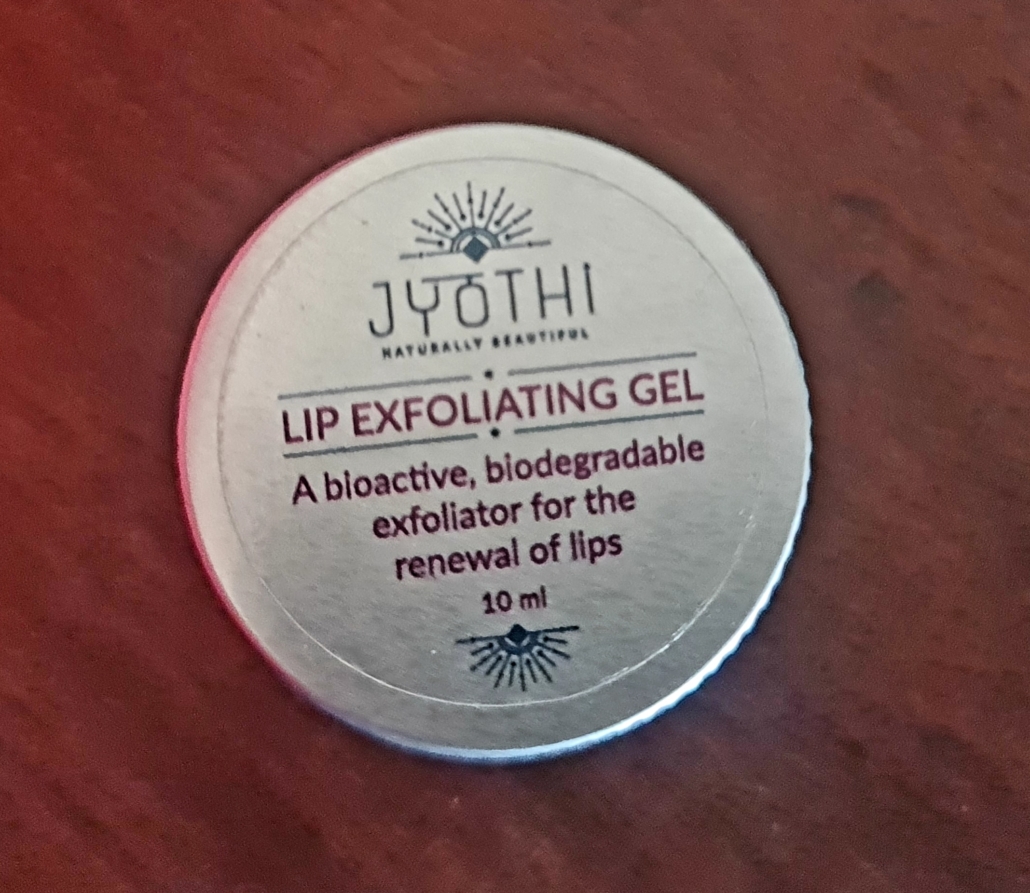 JYOTHI
NATURALLY BEAUTIFUL
LIP EXFOLIATING GEL
A bioactive, biodegradable
exfoliator for the
renewal of lips
10 ml